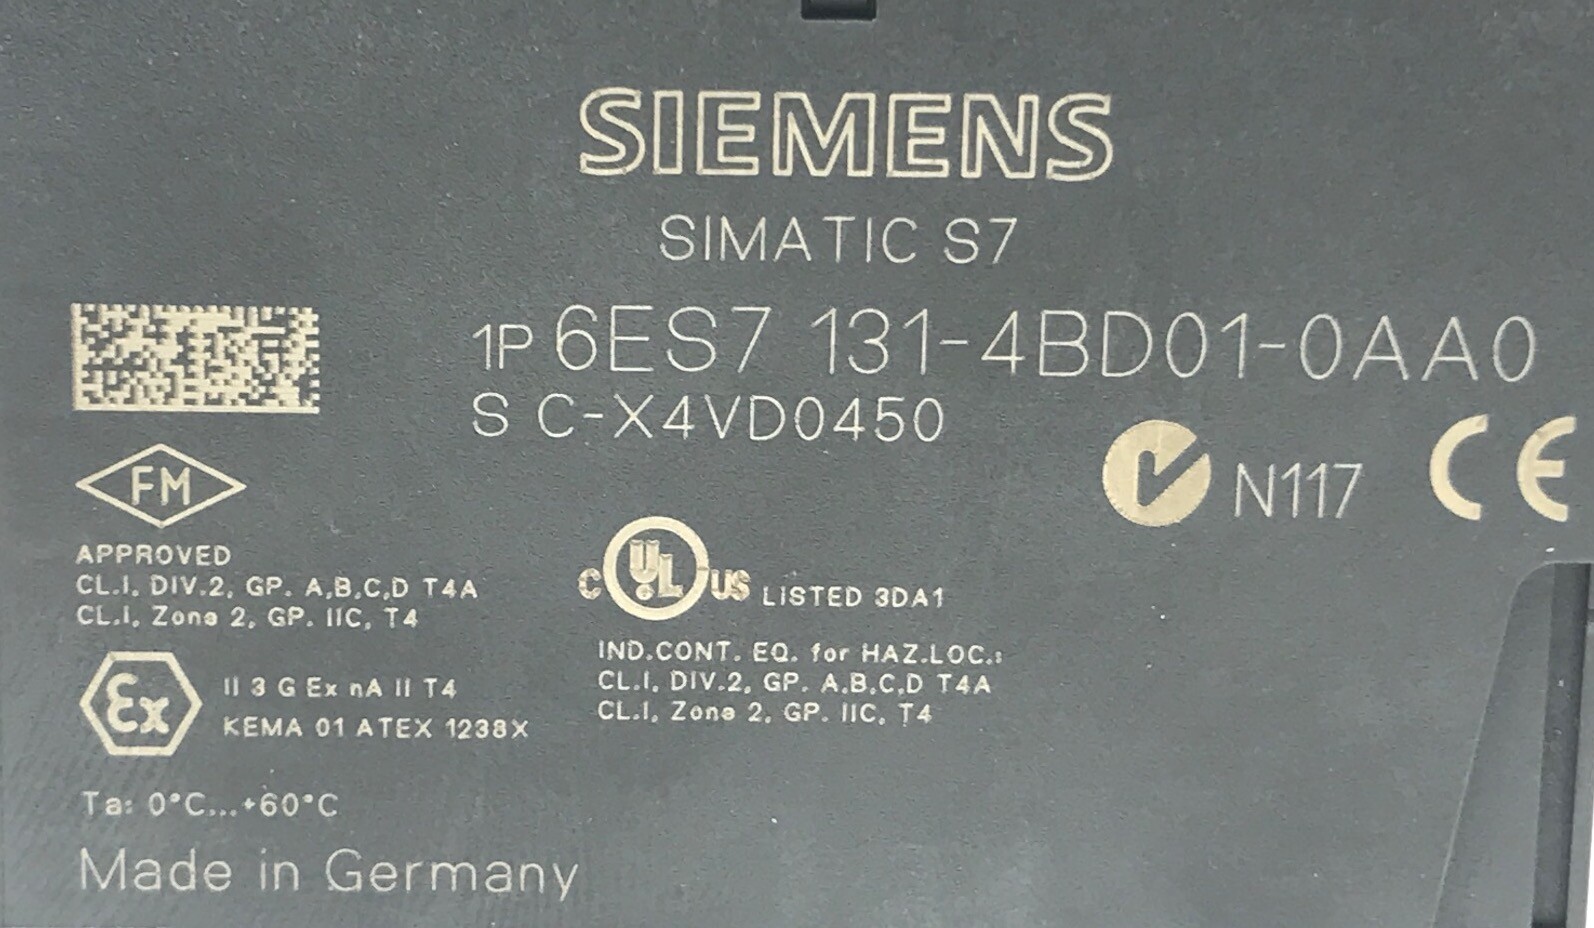 SIEMENS
SIMATIC S7
1P 6ES7 131-4BD01-0AA0
S C-X4VD0450
N117 CE
FM
APPROVED
CL.I, DIV.2, GP. A,B,C,D T4A
CL.I, Zone 2, GP. IIC, T4
C UL US LISTED 3DA1
IND.CONT. EQ. for HAZ.LOC.:
CL.I, DIV.2, GP. A,B,C,D T4A
CL.I, Zone 2, GP. IIC, T4
Ex II 3 G Ex nA II T4
KEMA 01 ATEX 1238X
Ta: 0°C...+60°C
Made in Germany